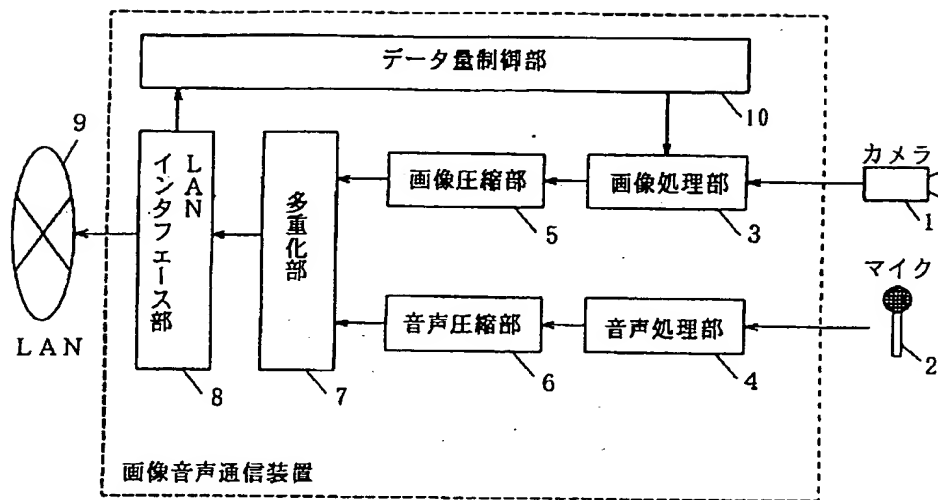 データ量制御部
10
9
LAN
インタフェース部
多重化部
画像圧縮部
画像処理部
カメラ
5
3
1
マイク
音声圧縮部
音声処理部
LAN
8
7
6
4
2
画像音声通信装置